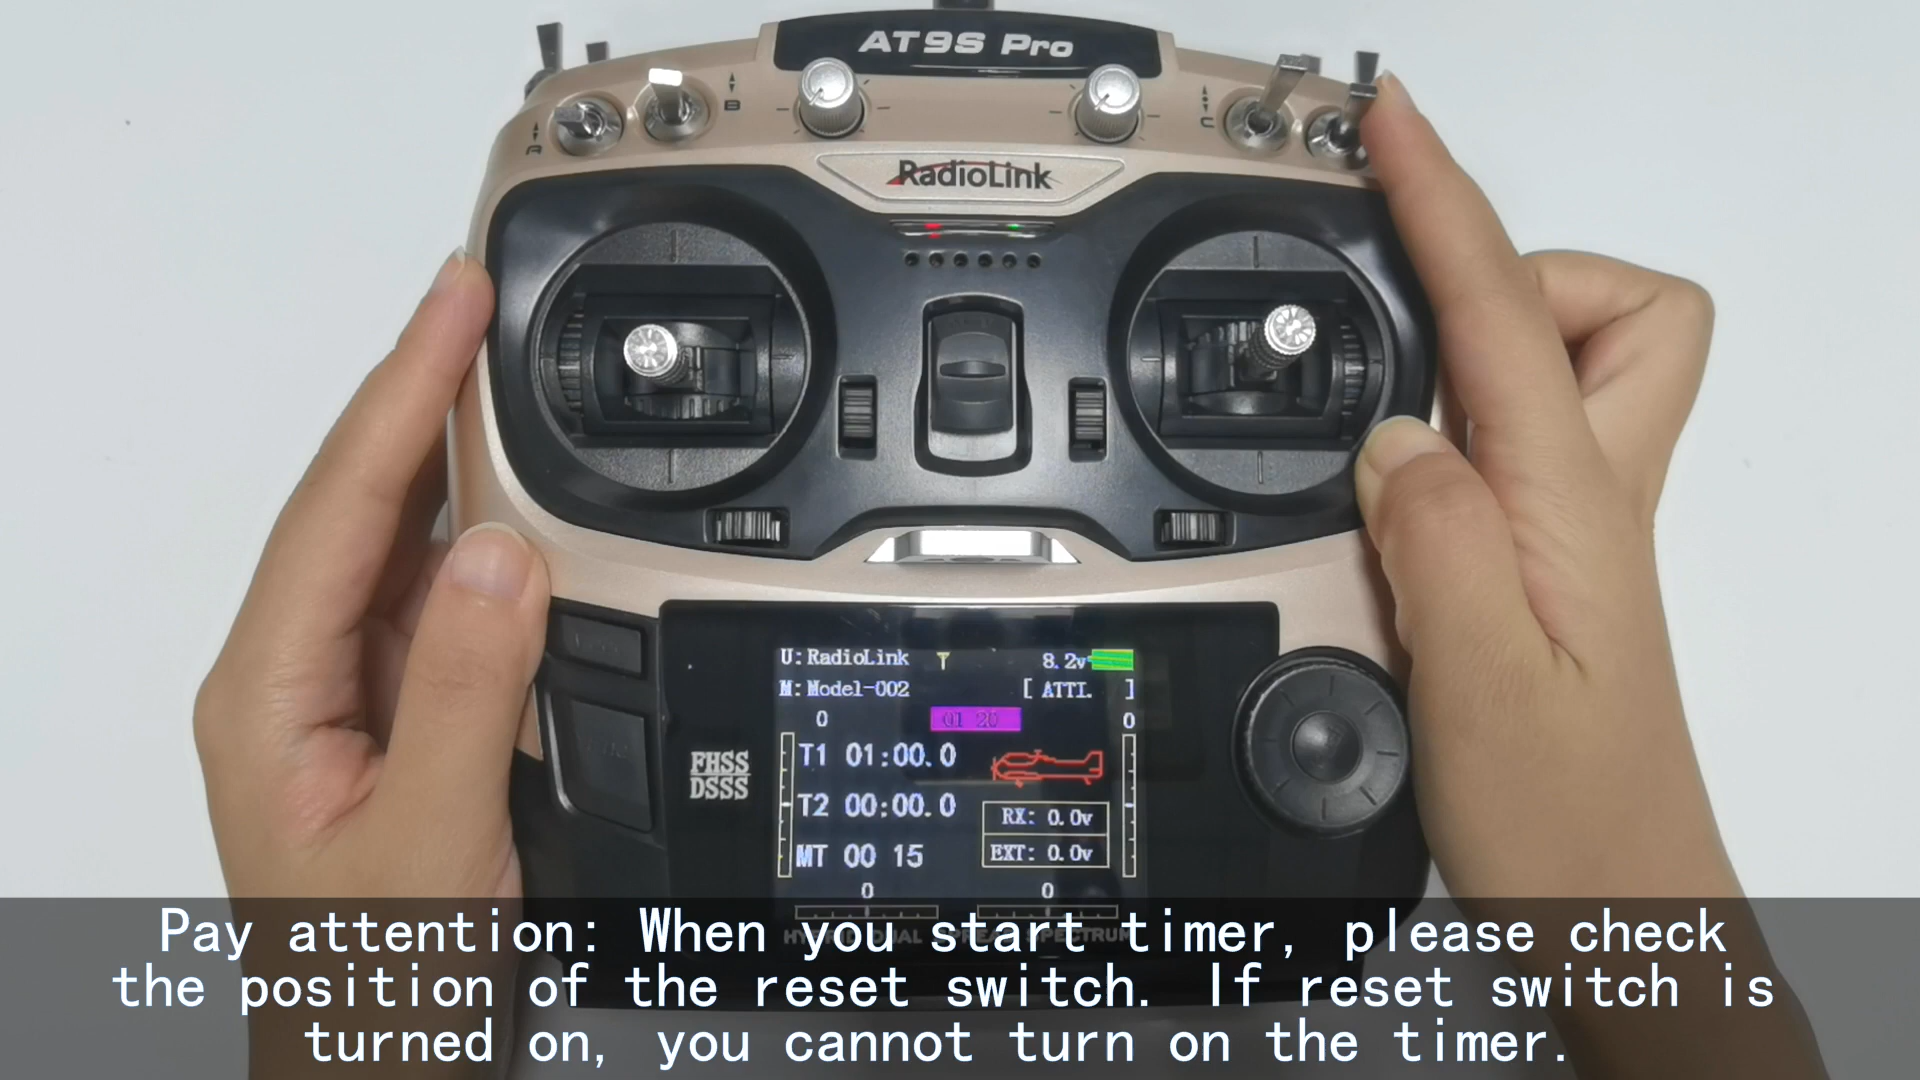 AT9S Pro
B
A
C
RadioLink
U: RadioLink
8.2v
M: Model-002
[ ATTI. ]
0
0
T1 01:00.0
FHSS
DSSS
T2 00:00.0
RX: 0.0v
MT 00 15
EXT: 0.0v
0
0
Pay attention: When you start timer, please check
the position of the reset switch. If reset switch is
turned on, you cannot turn on the timer.